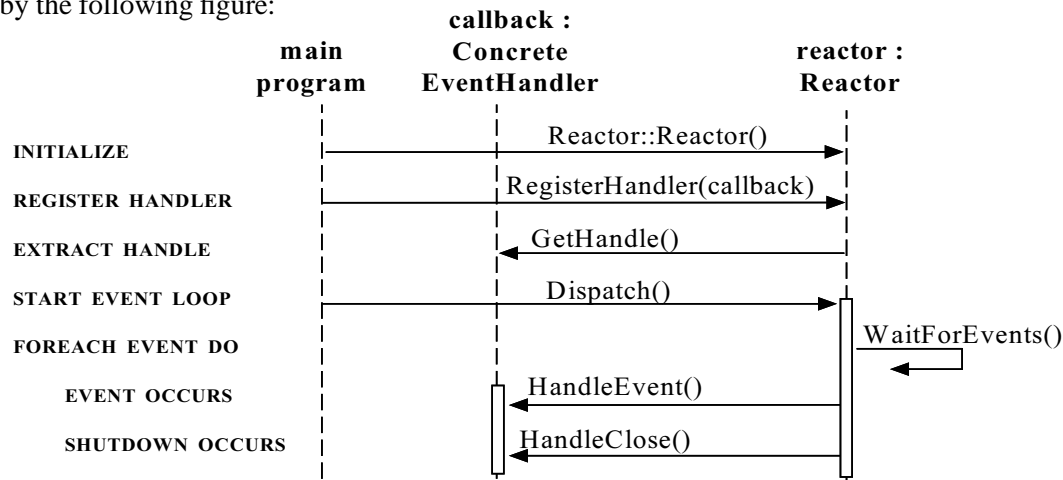 by the following figure:
callback :
main Concrete reactor :
program EventHandler Reactor
INITIALIZE Reactor::Reactor()
REGISTER HANDLER RegisterHandler(callback)
EXTRACT HANDLE GetHandle()
START EVENT LOOP Dispatch()
FOREACH EVENT DO WaitForEvents()
EVENT OCCURS HandleEvent()
SHUTDOWN OCCURS HandleClose()